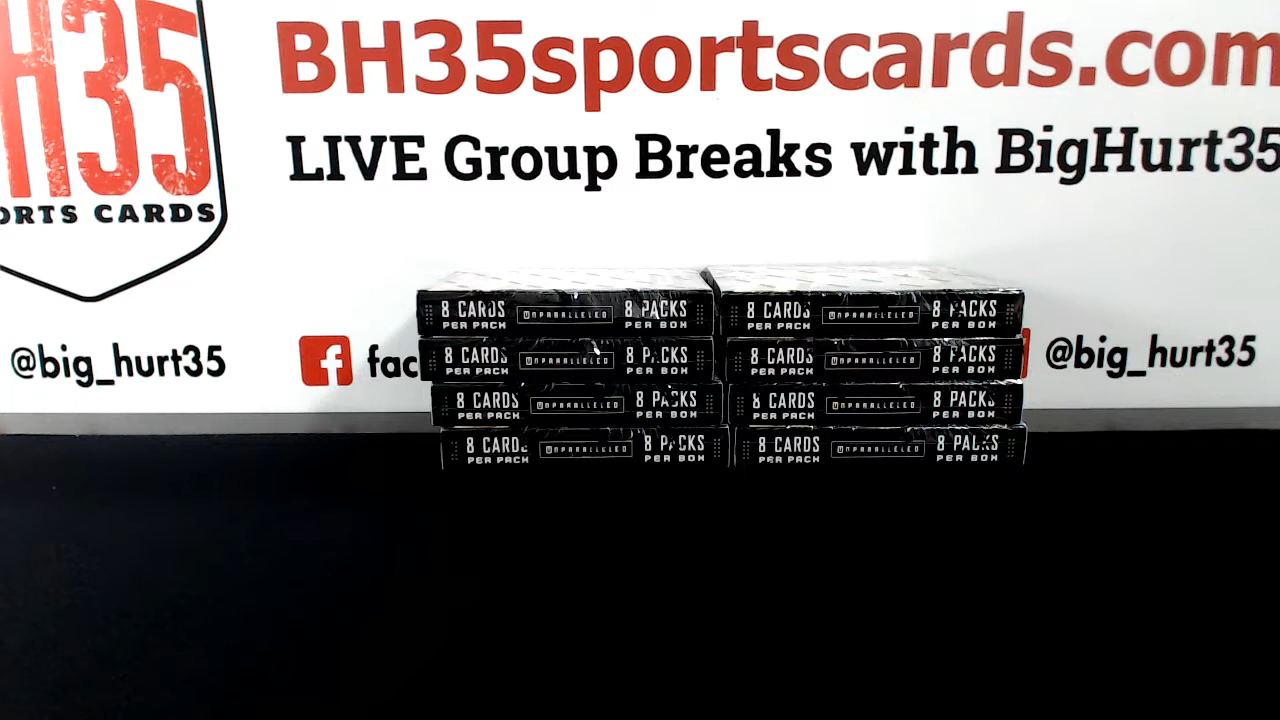 BH35sportscards.com
LIVE Group Breaks with BigHurt35
H35
ORTS CARDS
@big_hurt35
fac
@big_hurt35
8 CARDS PER PACK UNPARALLELED 8 PACKS PER BOX
8 CARDS PER PACK UNPARALLELED 8 PACKS PER BOX
8 CARDS PER PACK UNPARALLELED 8 PACKS PER BOX
8 CARDS PER PACK UNPARALLELED 8 PACKS PER BOX
8 CARDS PER PACK UNPARALLELED 8 PACKS PER BOX
8 CARDS PER PACK UNPARALLELED 8 PACKS PER BOX
8 CARDS PER PACK UNPARALLELED 8 PACKS PER BOX
8 CARDS PER PACK UNPARALLELED 8 PACKS PER BOX